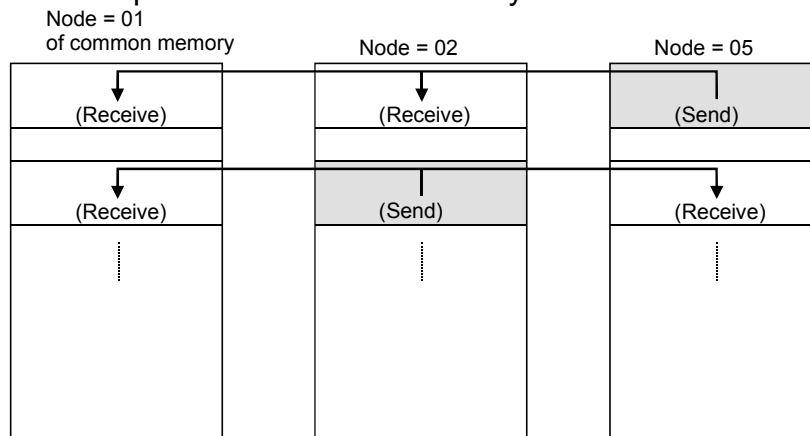 Node = 01
of common memory
Node = 02
Node = 05
(Receive)
(Receive)
(Send)
(Receive)
(Send)
(Receive)